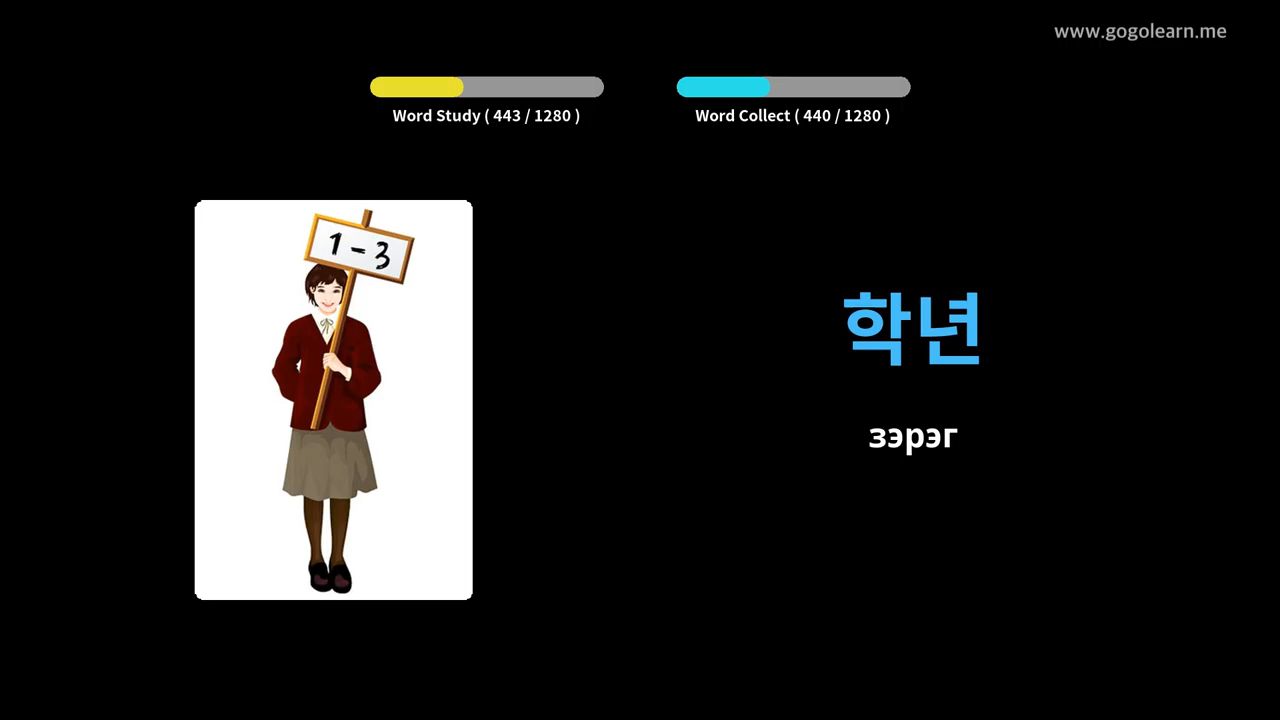 www.gogolearn.me
Word Study ( 443 / 1280 )
Word Collect ( 440 / 1280 )
1 - 3
학년
зэрэг